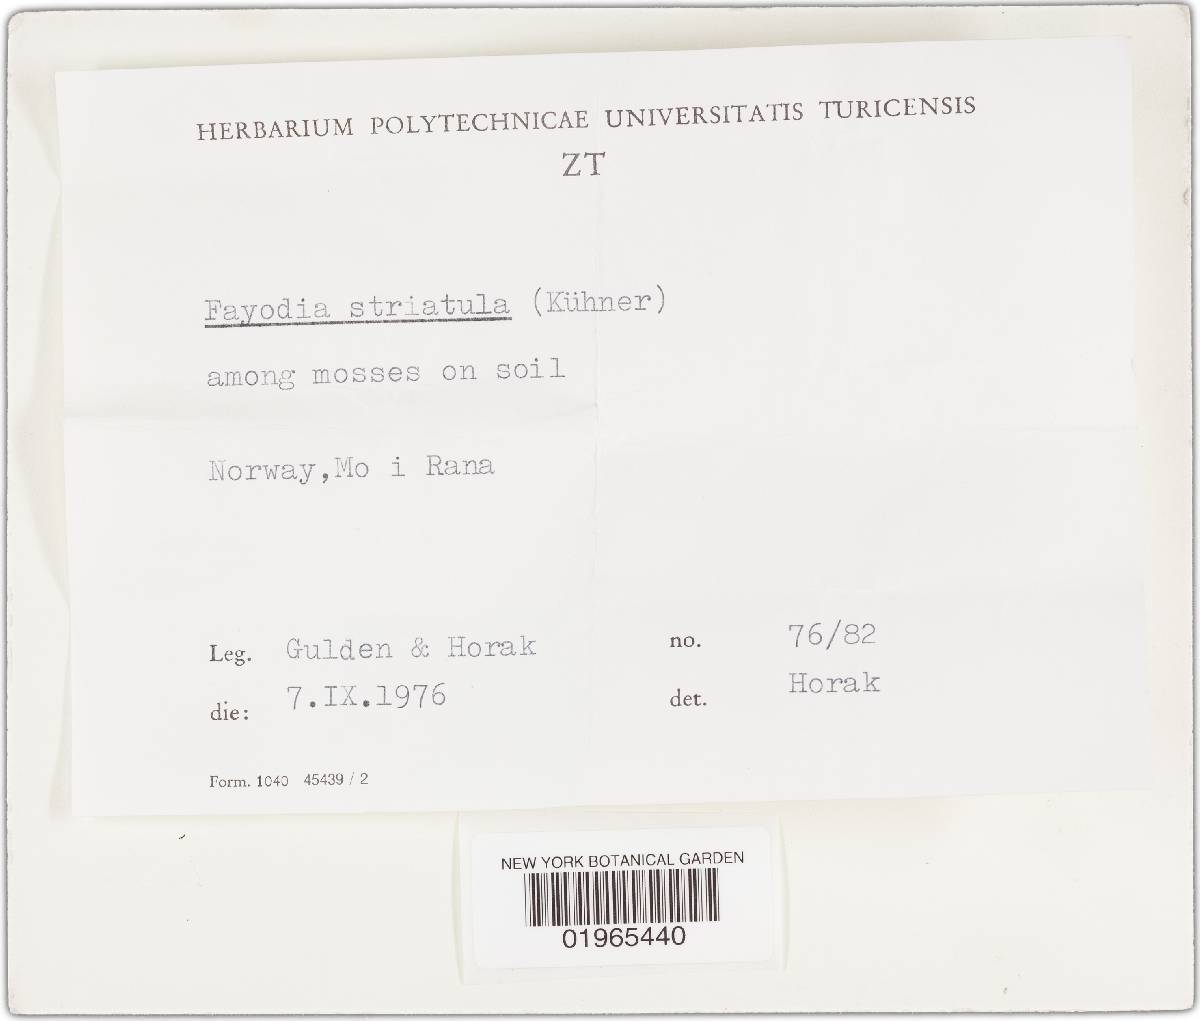 HERBARIUM POLYTECHNICAE UNIVERSITATIS TURICENSIS
ZT
Fayodia striatula (Kühner)
among mosses on soil
Norway,Mo i Rana
Leg. Gulden & Horak no. 76/82
die: 7.IX.1976 det. Horak
Form. 1040 45439 / 2
NEW YORK BOTANICAL GARDEN
01965440